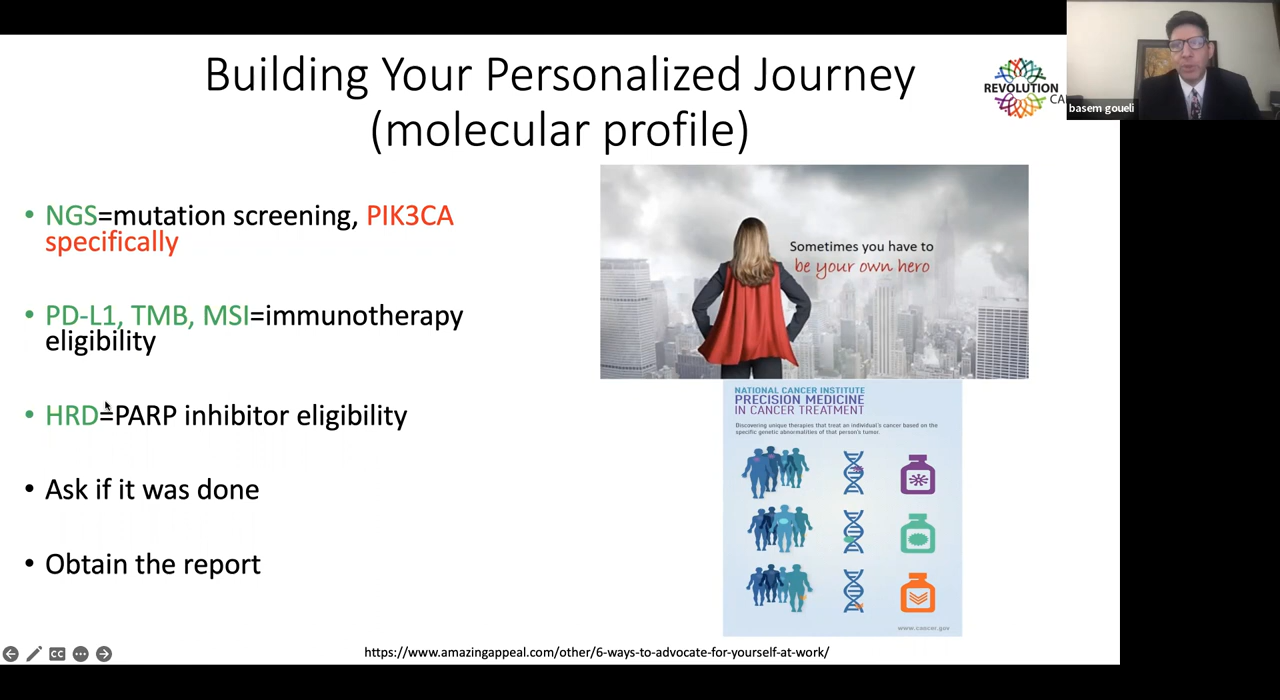 Building Your Personalized Journey
(molecular profile)
REVOLUTION
CA
basem goueli
• NGS=mutation screening, PIK3CA
specifically
• PD-L1, TMB, MSI=immunotherapy
eligibility
• HRD=PARP inhibitor eligibility
• Ask if it was done
• Obtain the report
Sometimes you have to
be your own hero
NATIONAL CANCER INSTITUTE
PRECISION MEDICINE
IN CANCER TREATMENT
Discovering unique therapies that treat an individual's cancer based on the
specific genetic abnormalities of that person's tumor.
www.cancer.gov
CC
https://www.amazingappeal.com/other/6-ways-to-advocate-for-yourself-at-work/